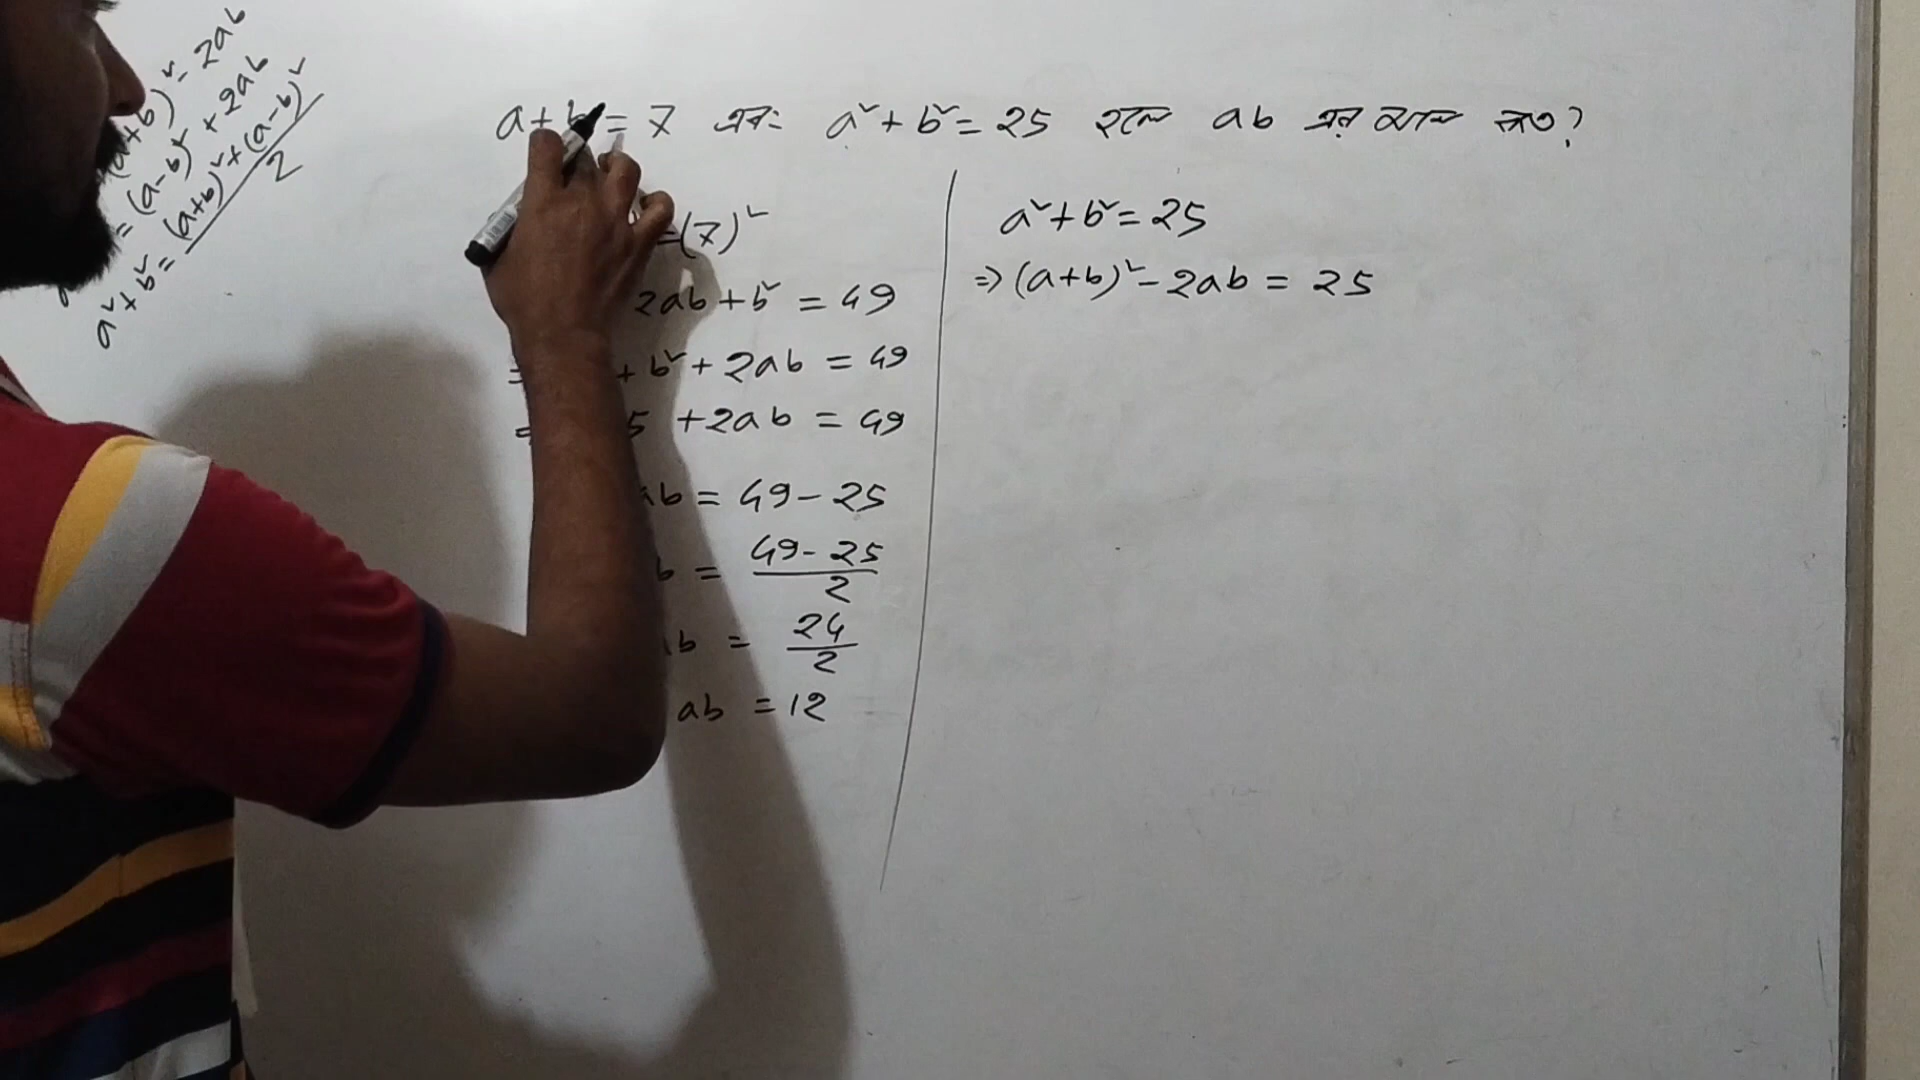 (a+b)² - 2ab
= (a-b)² + 2ab
a² + b² = (a+b)² + (a-b)² / 2
a+b = 7 এবং a² + b² = 25 হলে ab এর মান কত?
=(7)²
2ab + b² = 49
+ b² + 2ab = 49
5 + 2ab = 49
ab = 49 - 25
b = 49 - 25 / 2
ab = 24 / 2
ab = 12
a² + b² = 25
⇒ (a+b)² - 2ab = 25